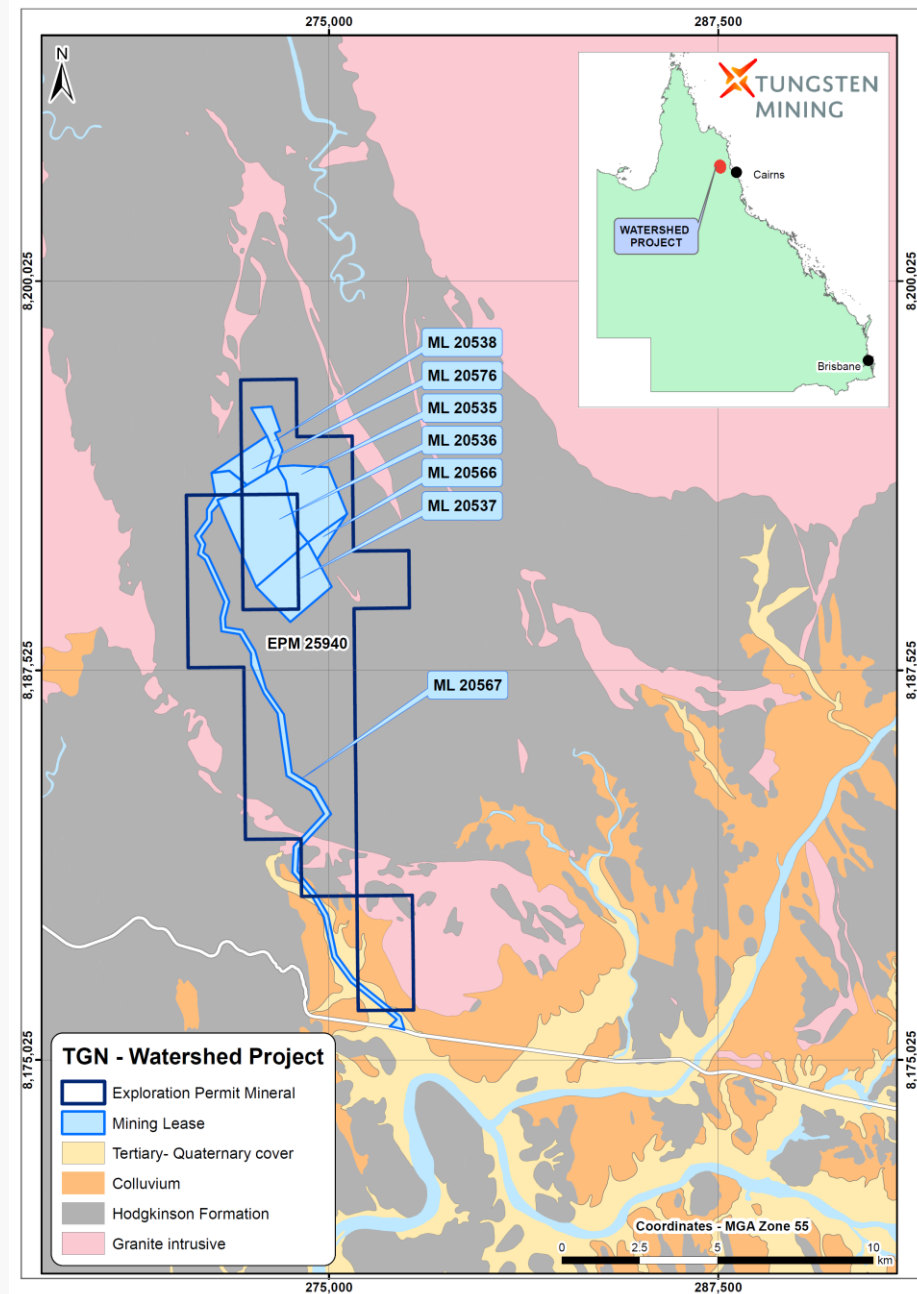 275,000
287,500
N
TUNGSTEN
MINING
Cairns
WATERSHED
PROJECT
Brisbane
8,200,025
8,200,025
ML 20538
ML 20576
ML 20535
ML 20536
ML 20566
ML 20537
EPM 25940
8,187,525
8,187,525
ML 20567
8,175,025
8,175,025
TGN - Watershed Project
Exploration Permit Mineral
Mining Lease
Tertiary- Quaternary cover
Colluvium
Hodgkinson Formation
Granite intrusive
Coordinates - MGA Zone 55
0 2.5 5 10
km
275,000
287,500